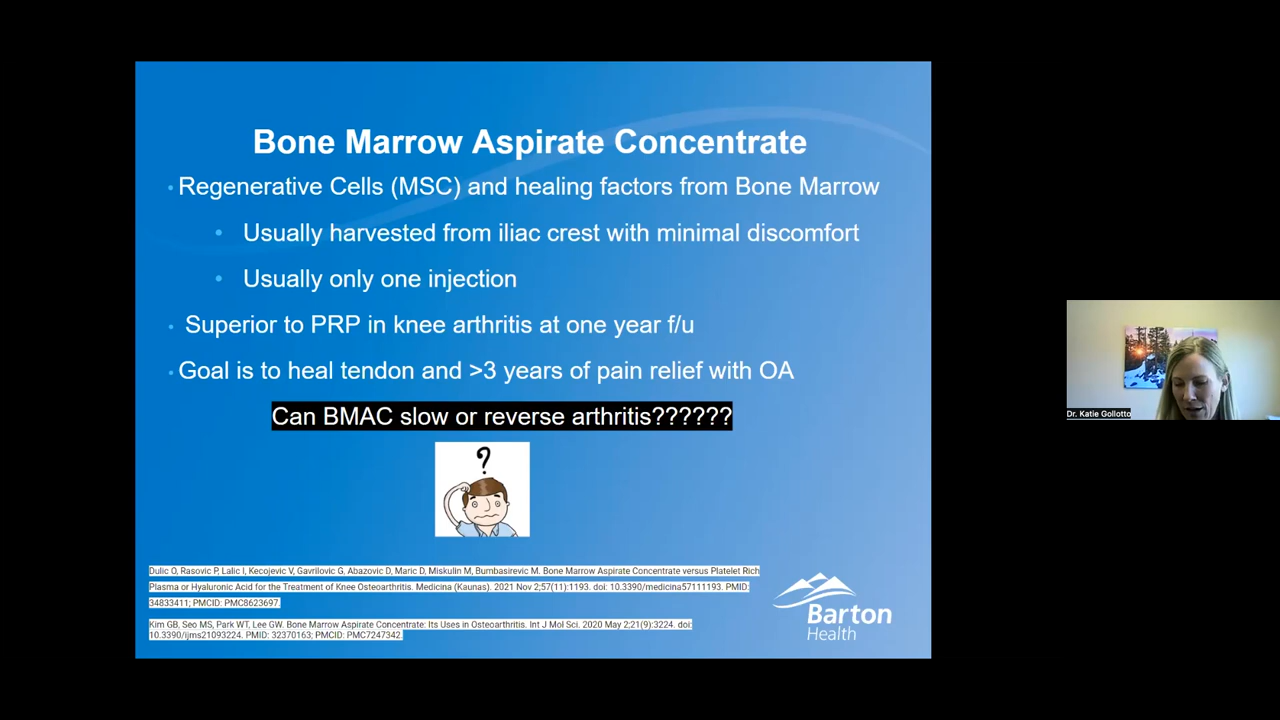 Bone Marrow Aspirate Concentrate
• Regenerative Cells (MSC) and healing factors from Bone Marrow
• Usually harvested from iliac crest with minimal discomfort
• Usually only one injection
• Superior to PRP in knee arthritis at one year f/u
• Goal is to heal tendon and >3 years of pain relief with OA
Can BMAC slow or reverse arthritis??????
?
Dulic O, Rasovic P, Lalic I, Kecojevic V, Gavrilovic G, Abazovic D, Maric D, Miskulin M, Bumbasirevic M. Bone Marrow Aspirate Concentrate versus Platelet Rich
Plasma or Hyaluronic Acid for the Treatment of Knee Osteoarthritis. Medicina (Kaunas). 2021 Nov 2;57(11):1193. doi: 10.3390/medicina57111193. PMID:
34833411; PMCID: PMC8623697.
Kim GB, Seo MS, Park WT, Lee GW. Bone Marrow Aspirate Concentrate: Its Uses in Osteoarthritis. Int J Mol Sci. 2020 May 2;21(9):3224. doi:
10.3390/ijms21093224. PMID: 32370163; PMCID: PMC7247342.
Barton
Health
Dr. Katie Gollotto